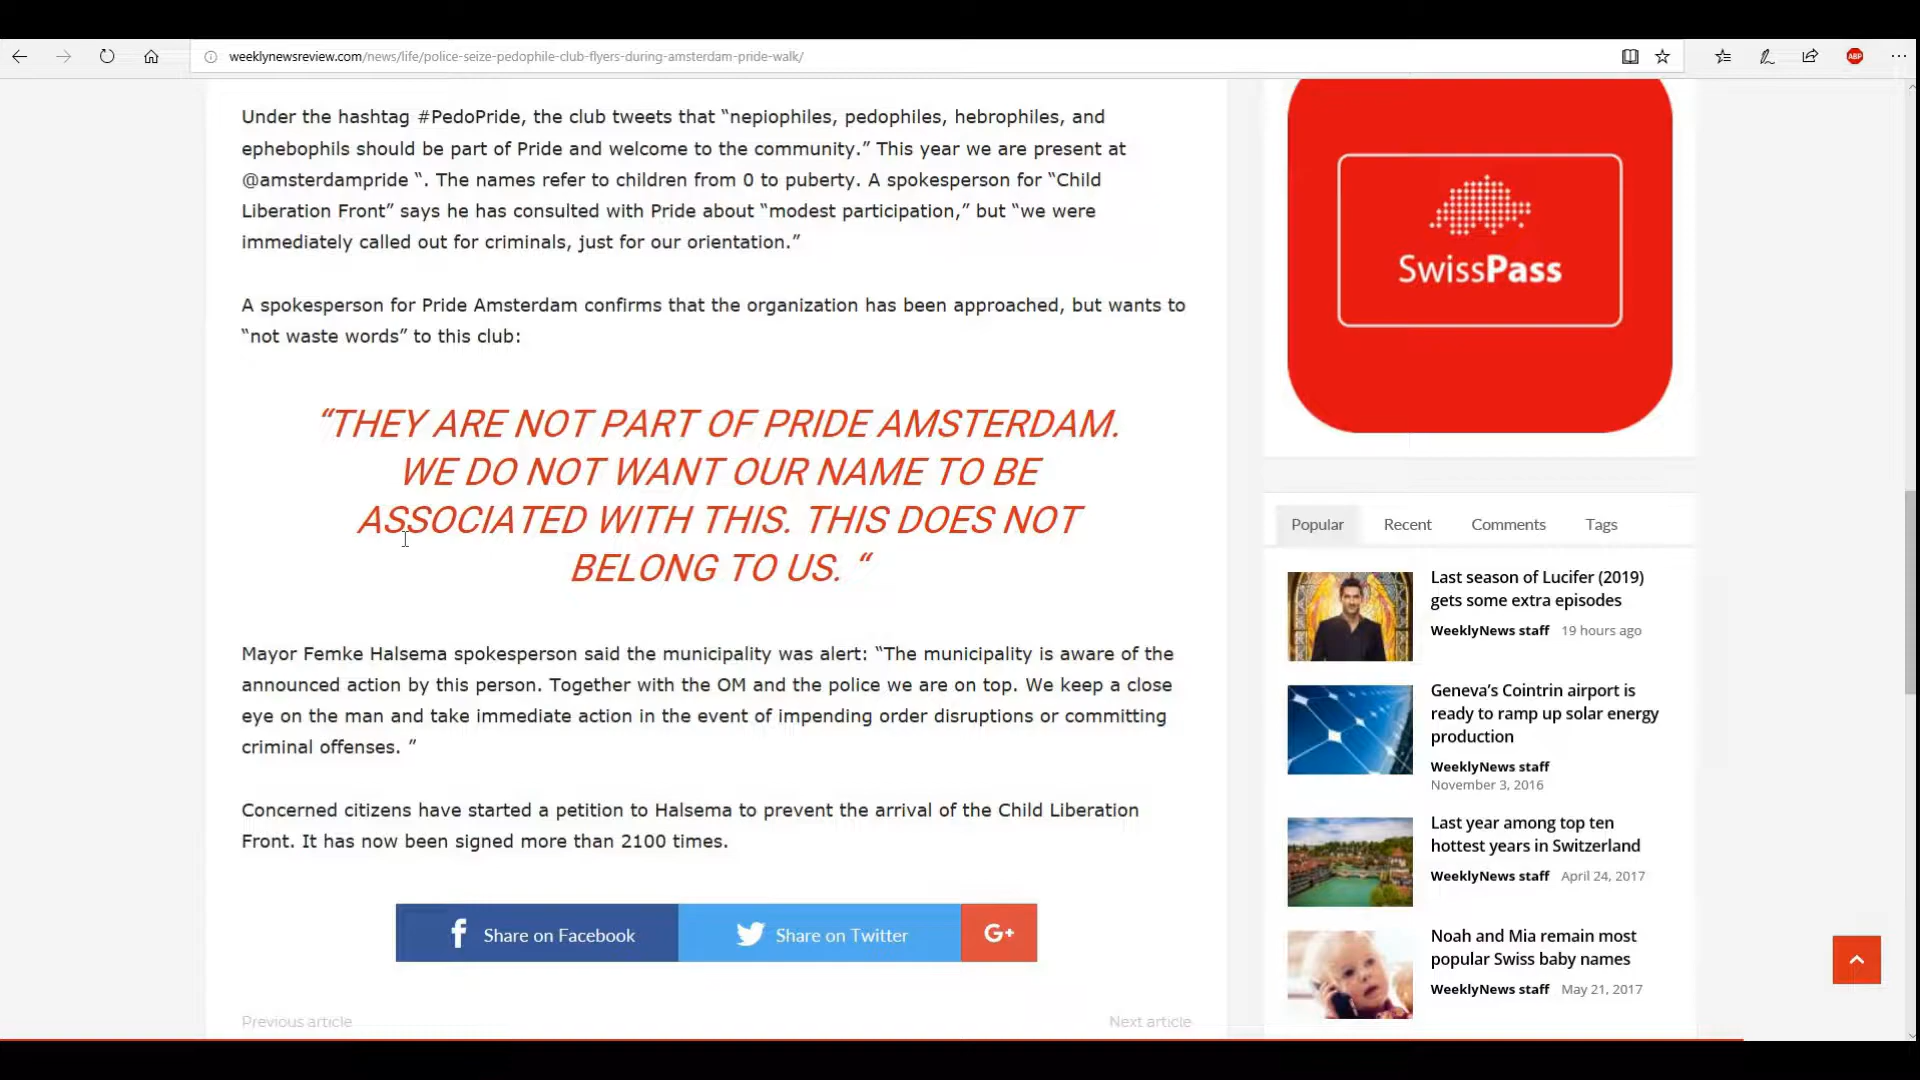 weeklynewsreview.com/news/life/police-seize-pedophile-club-flyers-during-amsterdam-pride-walk/
ABP
Under the hashtag #PedoPride, the club tweets that “nepiophiles, pedophiles, hebrophiles, and
ephebophils should be part of Pride and welcome to the community.” This year we are present at
@amsterdampride “. The names refer to children from 0 to puberty. A spokesperson for “Child
Liberation Front” says he has consulted with Pride about “modest participation,” but “we were
immediately called out for criminals, just for our orientation.”
A spokesperson for Pride Amsterdam confirms that the organization has been approached, but wants to
“not waste words” to this club:
“THEY ARE NOT PART OF PRIDE AMSTERDAM.
WE DO NOT WANT OUR NAME TO BE
ASSOCIATED WITH THIS. THIS DOES NOT
BELONG TO US. “
Mayor Femke Halsema spokesperson said the municipality was alert: “The municipality is aware of the
announced action by this person. Together with the OM and the police we are on top. We keep a close
eye on the man and take immediate action in the event of impending order disruptions or committing
criminal offenses. ”
Concerned citizens have started a petition to Halsema to prevent the arrival of the Child Liberation
Front. It has now been signed more than 2100 times.
f Share on Facebook
Share on Twitter
G+
Previous article
Next article
SwissPass
Popular
Recent
Comments
Tags
Last season of Lucifer (2019)
gets some extra episodes
WeeklyNews staff 19 hours ago
Geneva’s Cointrin airport is
ready to ramp up solar energy
production
WeeklyNews staff
November 3, 2016
Last year among top ten
hottest years in Switzerland
WeeklyNews staff April 24, 2017
Noah and Mia remain most
popular Swiss baby names
WeeklyNews staff May 21, 2017